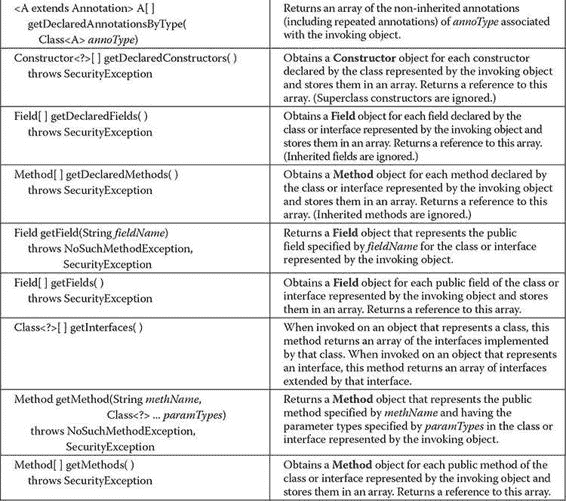 <A extends Annotation> A[ ]
getDeclaredAnnotationsByType(
Class<A> annoType)
Returns an array of the non-inherited annotations
(including repeated annotations) of annoType associated
with the invoking object.
Constructor<?>[ ] getDeclaredConstructors( )
throws SecurityException
Obtains a Constructor object for each constructor
declared by the class represented by the invoking object
and stores them in an array. Returns a reference to this
array. (Superclass constructors are ignored.)
Field[ ] getDeclaredFields( )
throws SecurityException
Obtains a Field object for each field declared by the
class or interface represented by the invoking object and
stores them in an array. Returns a reference to this array.
(Inherited fields are ignored.)
Method[ ] getDeclaredMethods( )
throws SecurityException
Obtains a Method object for each method declared by
the class or interface represented by the invoking object
and stores them in an array. Returns a reference to this
array. (Inherited methods are ignored.)
Field getField(String fieldName)
throws NoSuchMethodException,
SecurityException
Returns a Field object that represents the public
field specified by fieldName for the class or interface
represented by the invoking object.
Field[ ] getFields( )
throws SecurityException
Obtains a Field object for each public field of the class or
interface represented by the invoking object and stores
them in an array. Returns a reference to this array.
Class<?>[ ] getInterfaces( )
When invoked on an object that represents a class, this
method returns an array of the interfaces implemented
by that class. When invoked on an object that represents
an interface, this method returns an array of interfaces
extended by that interface.
Method getMethod(String methName,
Class<?> ... paramTypes)
throws NoSuchMethodException,
SecurityException
Returns a Method object that represents the public
method specified by methName and having the
parameter types specified by paramTypes in the class or
interface represented by the invoking object.
Method[ ] getMethods( )
throws SecurityException
Obtains a Method object for each public method of the
class or interface represented by the invoking object and
stores them in an array. Returns a reference to this array.